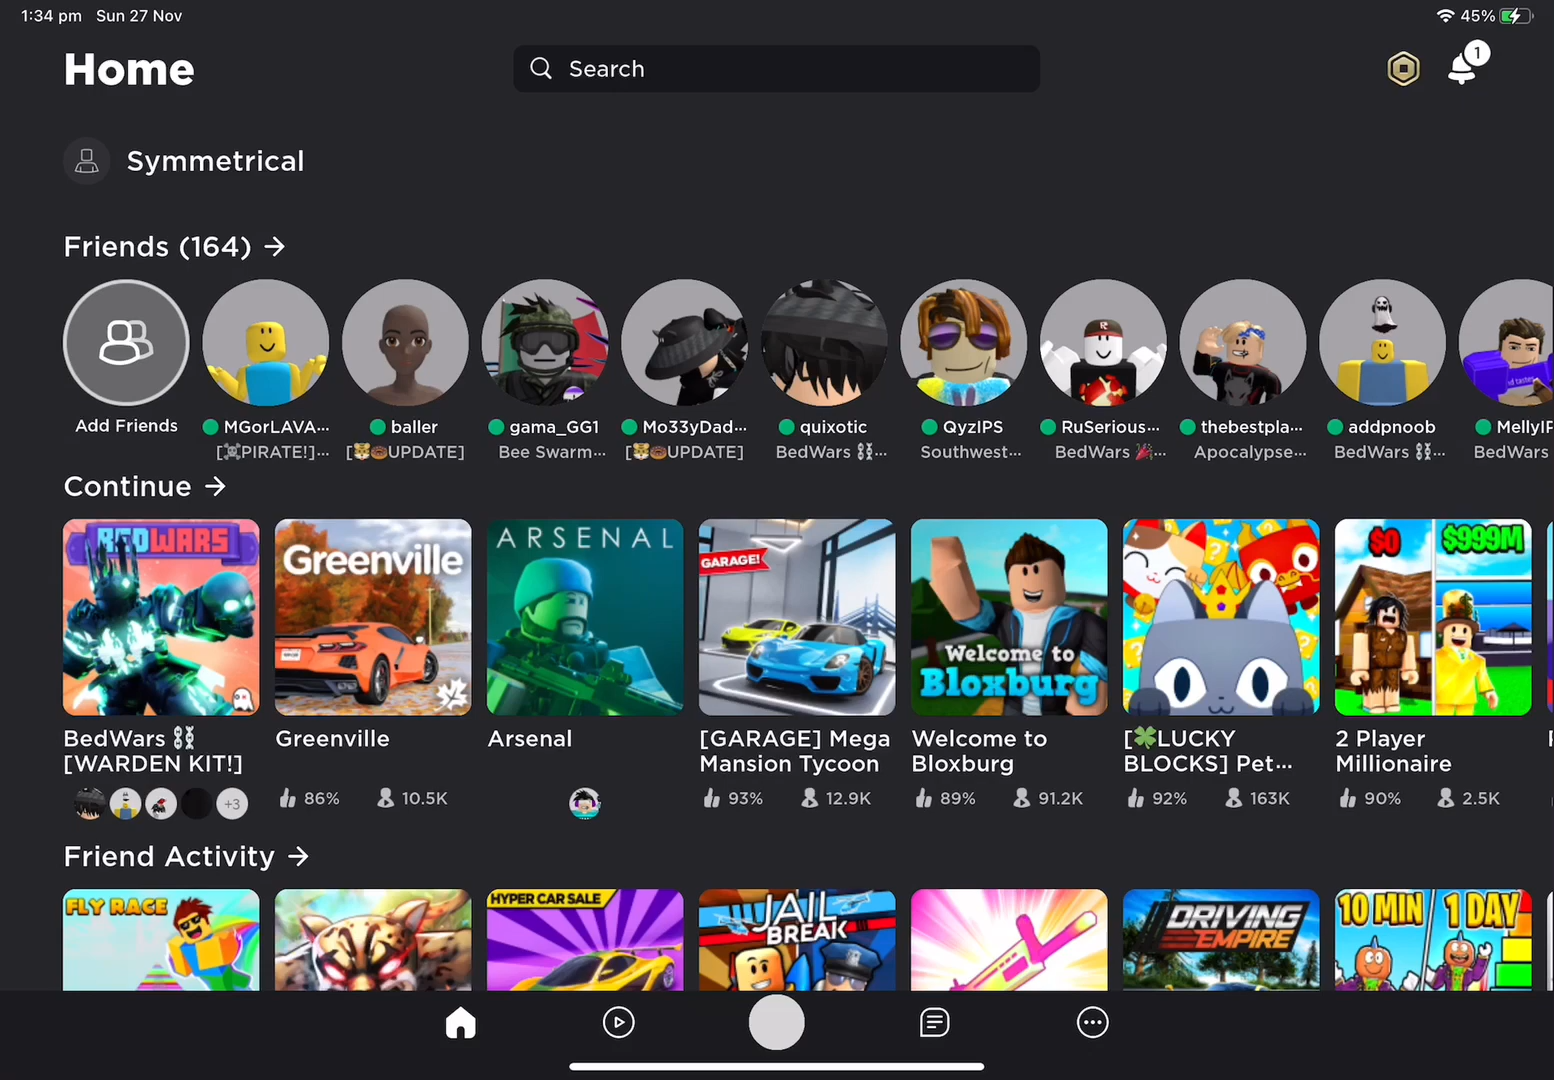 1:34 pm Sun 27 Nov
45%
Home
Search
1
Symmetrical
Friends (164) →
Add Friends
MGorLAVA...
[☠PIRATE!]...
baller
[🐯🍩UPDATE]
gama_GG1
Bee Swarm...
Mo33yDad...
[🐯🍩UPDATE]
quixotic
BedWars ⛓...
QyzIPS
Southwest...
RuSerious...
BedWars 🎉...
thebestpla...
Apocalypse...
addpnoob
BedWars ⛓...
BedWars
Continue →
BEDWARS
Greenville
ARSENAL
GARAGE!
Welcome to
Bloxburg
$0
$999M
BedWars ⛓
[WARDEN KIT!]
+3
Greenville
86% 10.5K
Arsenal
[GARAGE] Mega
Mansion Tycoon
93% 12.9K
Welcome to
Bloxburg
89% 91.2K
[🍀LUCKY
BLOCKS] Pet...
92% 163K
2 Player
Millionaire
90% 2.5K
Friend Activity →
FLY RACE
HYPER CAR SALE
JAIL
BREAK
DRIVING
EMPIRE
10 MIN
1 DAY